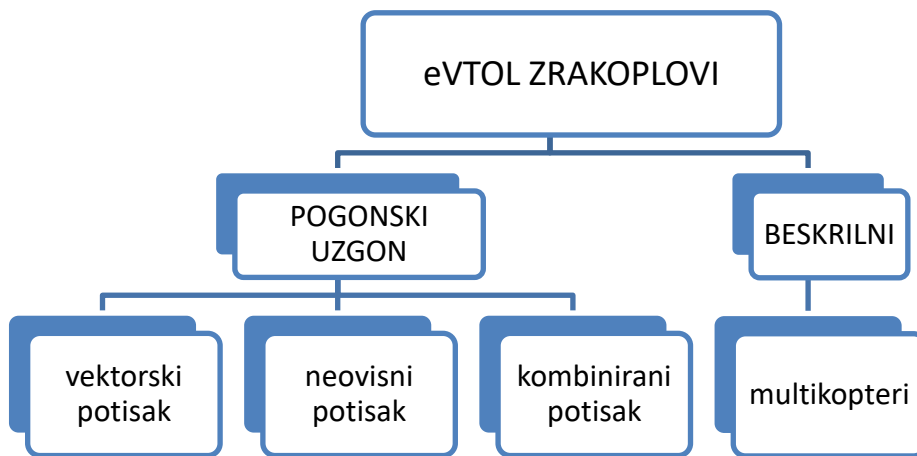 eVTOL ZRAKOPLOVI
POGONSKI
UZGON
BESKRILNI
vektorski
potisak
neovisni
potisak
kombinirani
potisak
multikopteri